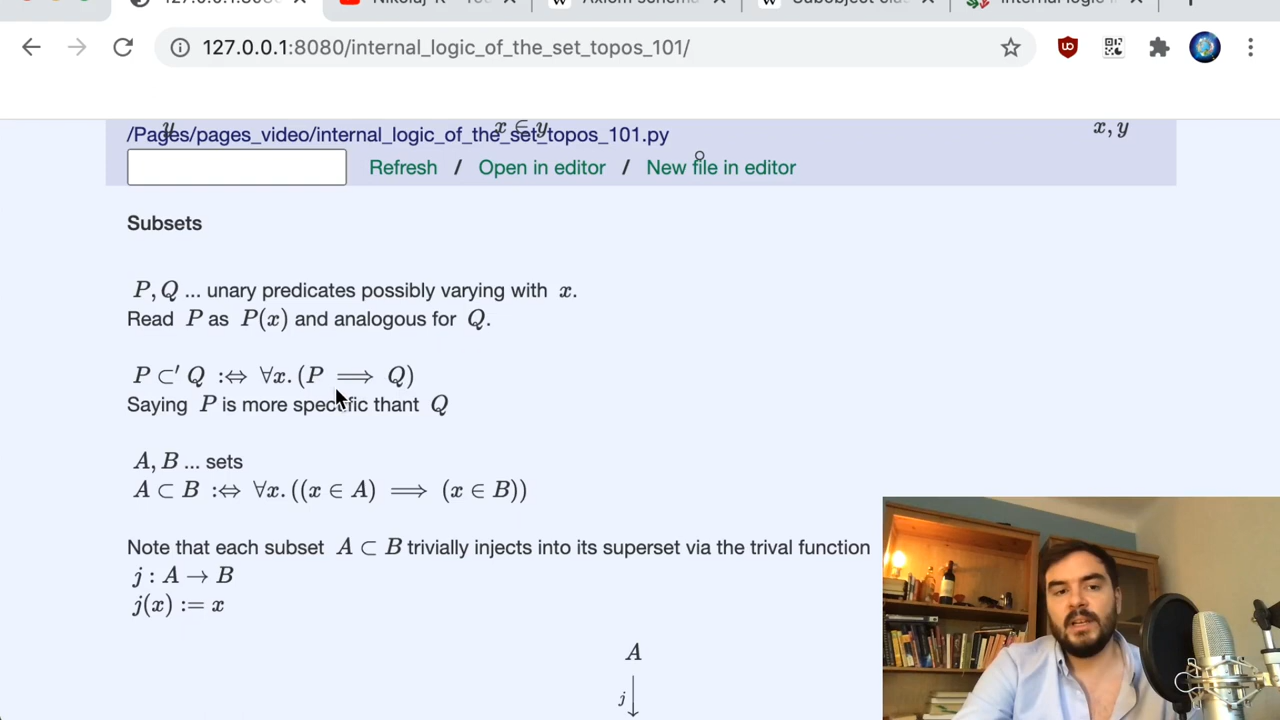 127.0.0.1:8080/internal_logic_of_the_set_topos_101/
y x ∈ y x, y
/Pages/pages_video/internal_logic_of_the_set_topos_101.py
Refresh / Open in editor / New file in editor
Subsets
P, Q ... unary predicates possibly varying with x.
Read P as P(x) and analogous for Q.
P ⊂′ Q :⇔ ∀x. (P ⟹ Q)
Saying P is more specific thant Q
A, B ... sets
A ⊂ B :⇔ ∀x. ((x ∈ A) ⟹ (x ∈ B))
Note that each subset A ⊂ B trivially injects into its superset via the trival function
j : A → B
j(x) := x
A
j